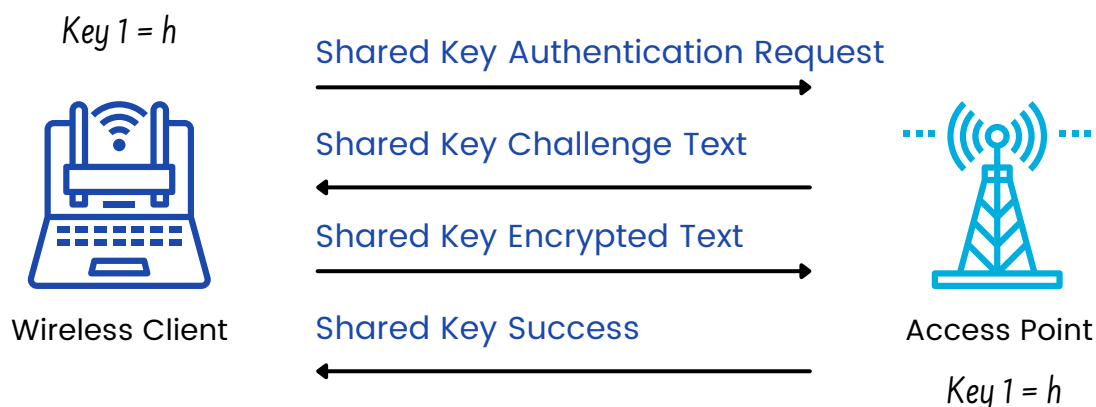 Key 1 = h
Shared Key Authentication Request
Shared Key Challenge Text
Shared Key Encrypted Text
Shared Key Success
Wireless Client
Access Point
Key 1 = h